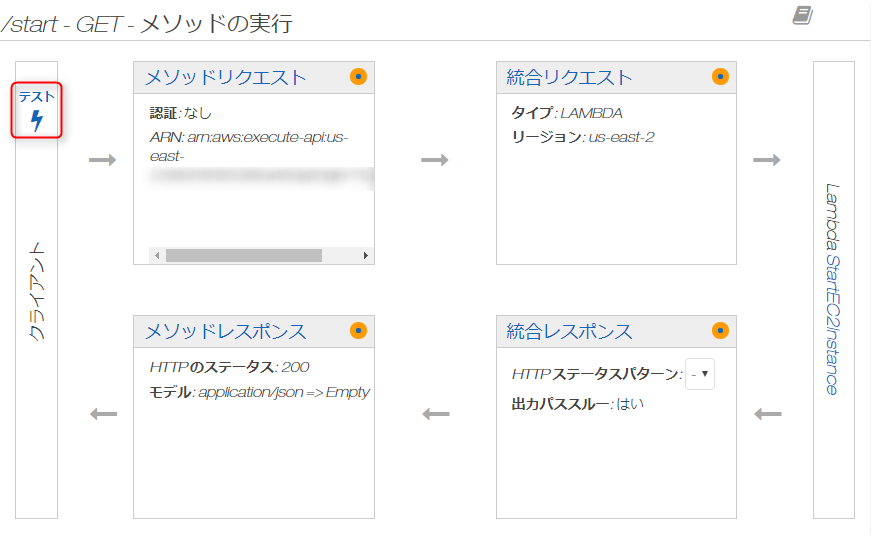 /start - GET - メソッドの実行
テスト
クライアント
メソッドリクエスト
認証: なし
ARN: arn:aws:execute-api:us-
east-
統合リクエスト
タイプ: LAMBDA
リージョン: us-east-2
Lambda StartEC2Instance
メソッドレスポンス
HTTPのステータス: 200
モデル: application/json => Empty
統合レスポンス
HTTPステータスパターン: -
出力パススルー: はい